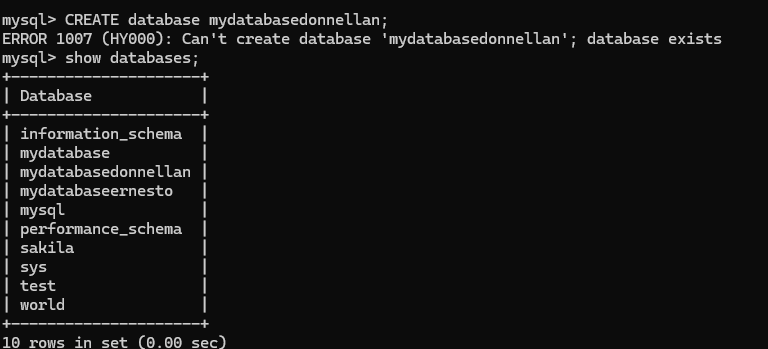 mysql> CREATE database mydatabasedonnellan;
ERROR 1007 (HY000): Can't create database 'mydatabasedonnellan'; database exists
mysql> show databases;
+---------------------+
| Database            |
+---------------------+
| information_schema  |
| mydatabase          |
| mydatabasedonnellan |
| mydatabaseernesto   |
| mysql               |
| performance_schema  |
| sakila              |
| sys                 |
| test                |
| world               |
+---------------------+
10 rows in set (0.00 sec)